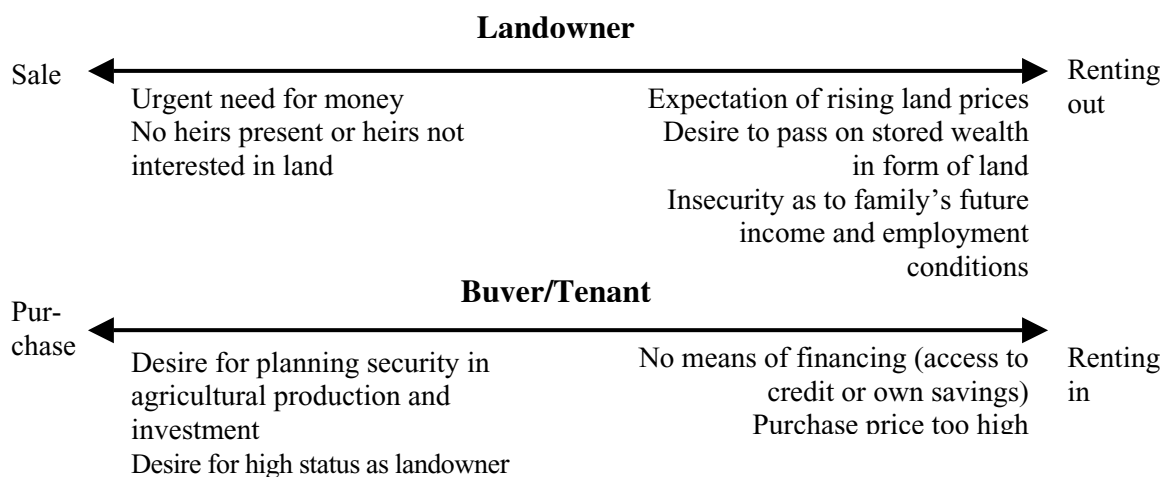 Landowner
Sale
Renting
out
Urgent need for money
No heirs present or heirs not
interested in land
Expectation of rising land prices
Desire to pass on stored wealth
in form of land
Insecurity as to family’s future
income and employment
conditions
Buver/Tenant
Pur-
chase
Renting
in
Desire for planning security in
agricultural production and
investment
Desire for high status as landowner
No means of financing (access to
credit or own savings)
Purchase price too high